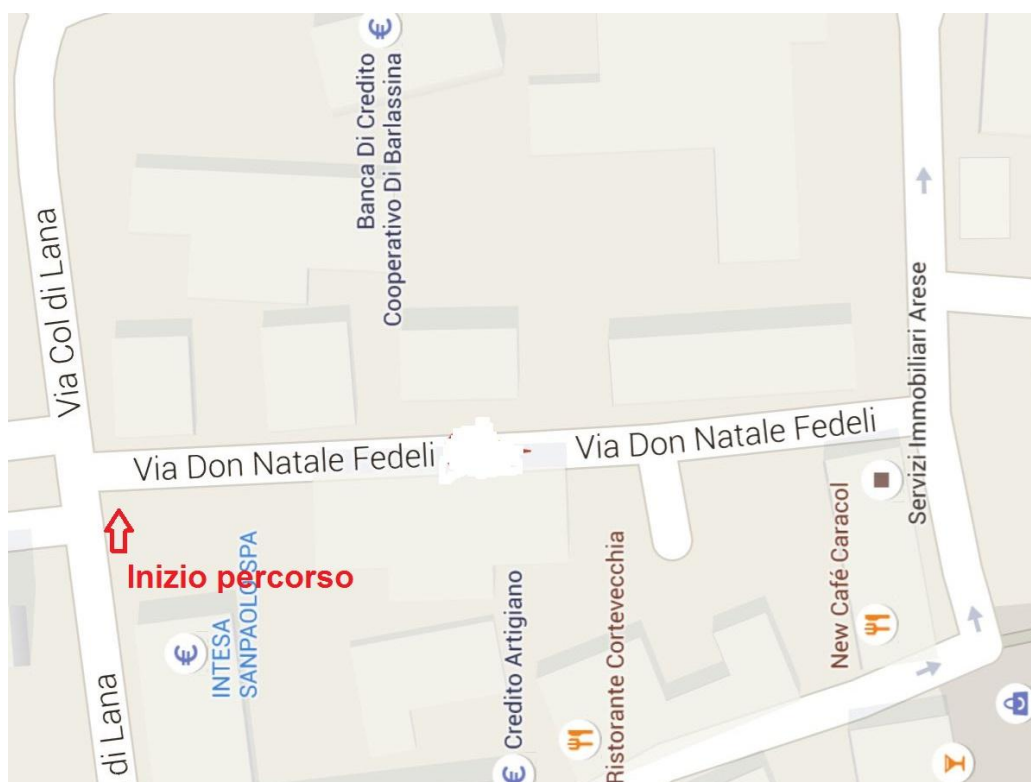 Banca Di Credito
Cooperativo Di Barlassina
Via Col di Lana
Servizi Immobiliari Arese
Via Don Natale Fedeli
Via Don Natale Fedeli
Inizio percorso
INTESA
SANPAOLO SPA
Credito Artigiano
Ristorante Cortevecchia
New Café Caracol
di Lana